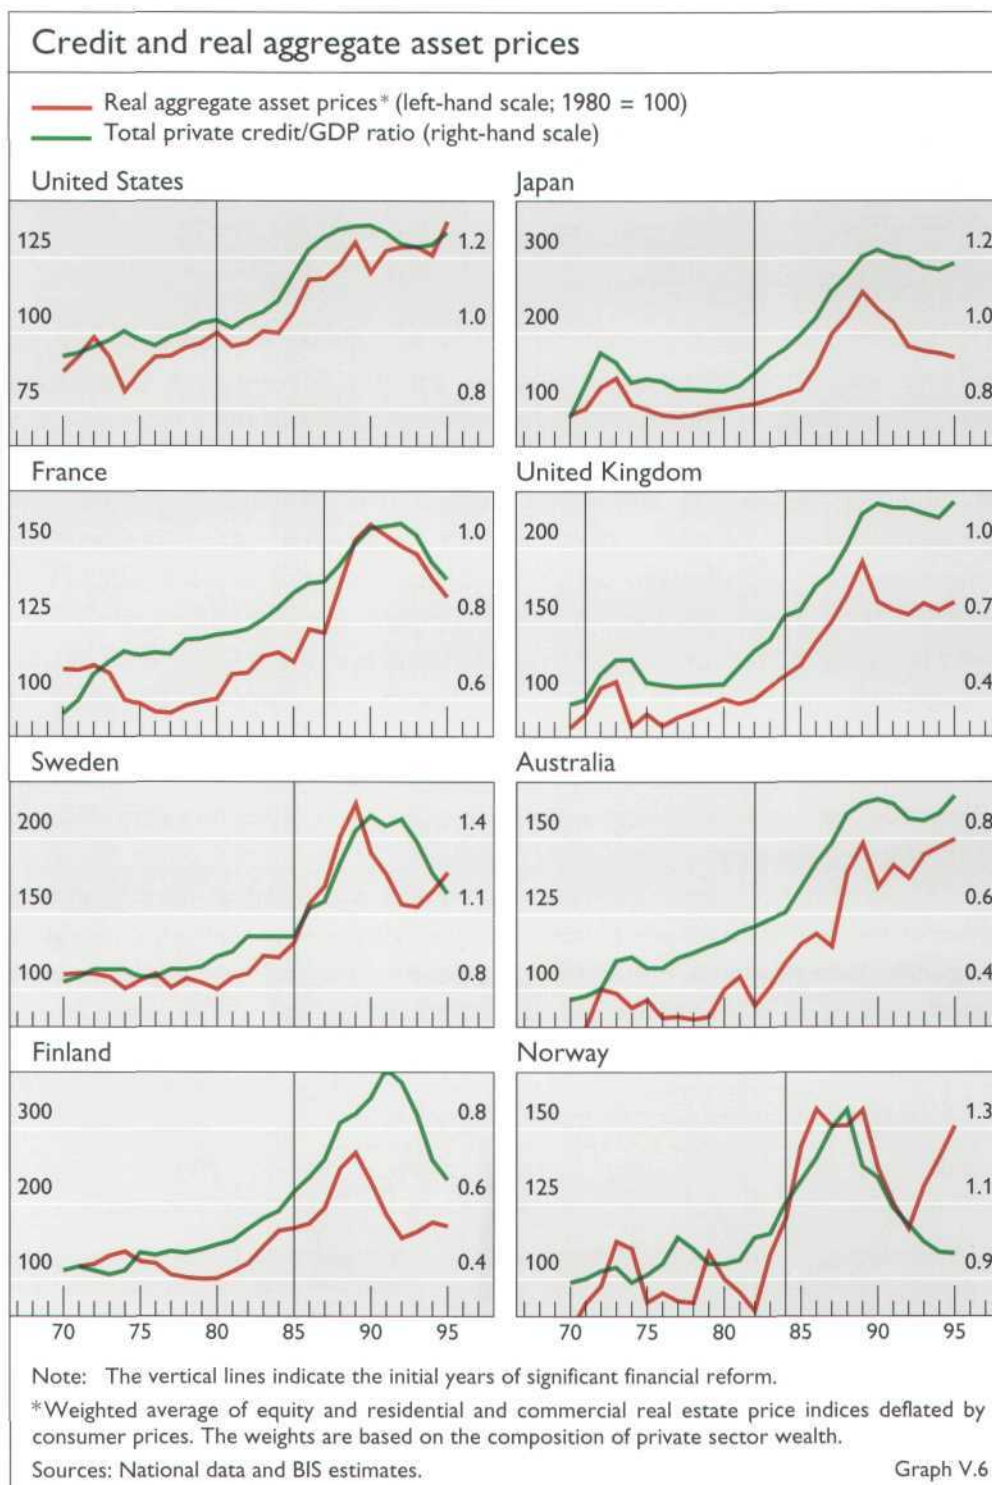 Credit and real aggregate asset prices
Real aggregate asset prices* (left-hand scale; 1980 = 100)
Total private credit/GDP ratio (right-hand scale)
United States
125
100
75
1.2
1.0
0.8
Japan
300
200
100
1.2
1.0
0.8
France
150
125
100
1.0
0.8
0.6
United Kingdom
200
150
100
1.0
0.7
0.4
Sweden
200
150
100
1.4
1.1
0.8
Australia
150
125
100
0.8
0.6
0.4
Finland
300
200
100
0.8
0.6
0.4
Norway
150
125
100
1.3
1.1
0.9
70 75 80 85 90 95
70 75 80 85 90 95
Note: The vertical lines indicate the initial years of significant financial reform.
*Weighted average of equity and residential and commercial real estate price indices deflated by
consumer prices. The weights are based on the composition of private sector wealth.
Sources: National data and BIS estimates.
Graph V.6